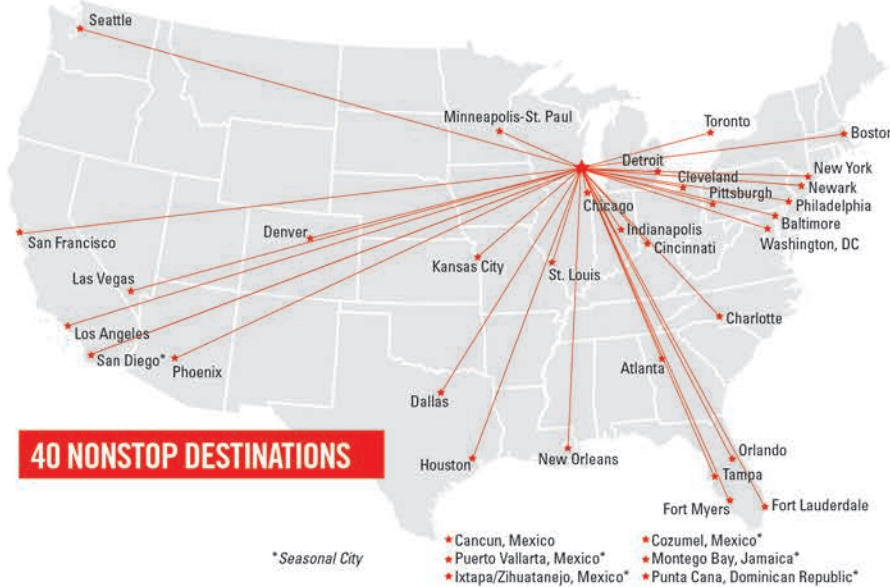 Seattle
Minneapolis-St. Paul
Toronto
Boston
Detroit
New York
Cleveland
Newark
Pittsburgh
Philadelphia
Chicago
Baltimore
Indianapolis
Washington, DC
Cincinnati
San Francisco
Denver
Kansas City
St. Louis
Las Vegas
Los Angeles
Charlotte
San Diego*
Phoenix
Atlanta
Dallas
40 NONSTOP DESTINATIONS
Houston
New Orleans
Orlando
Tampa
Fort Myers
Fort Lauderdale
*Seasonal City
Cancun, Mexico
Puerto Vallarta, Mexico*
Ixtapa/Zihuatanejo, Mexico*
Cozumel, Mexico*
Montego Bay, Jamaica*
Punta Cana, Dominican Republic*